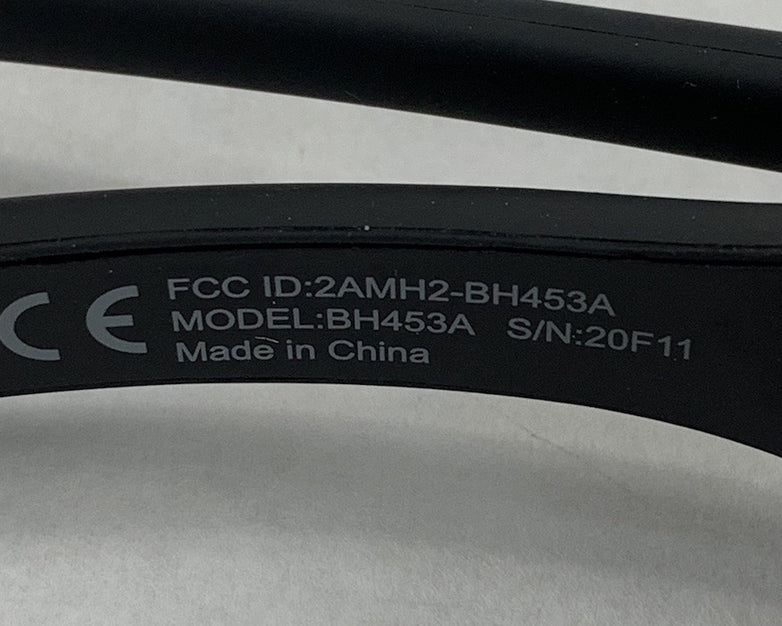 CE FCC ID:2AMH2-BH453A
MODEL:BH453A S/N:20F11
Made in China